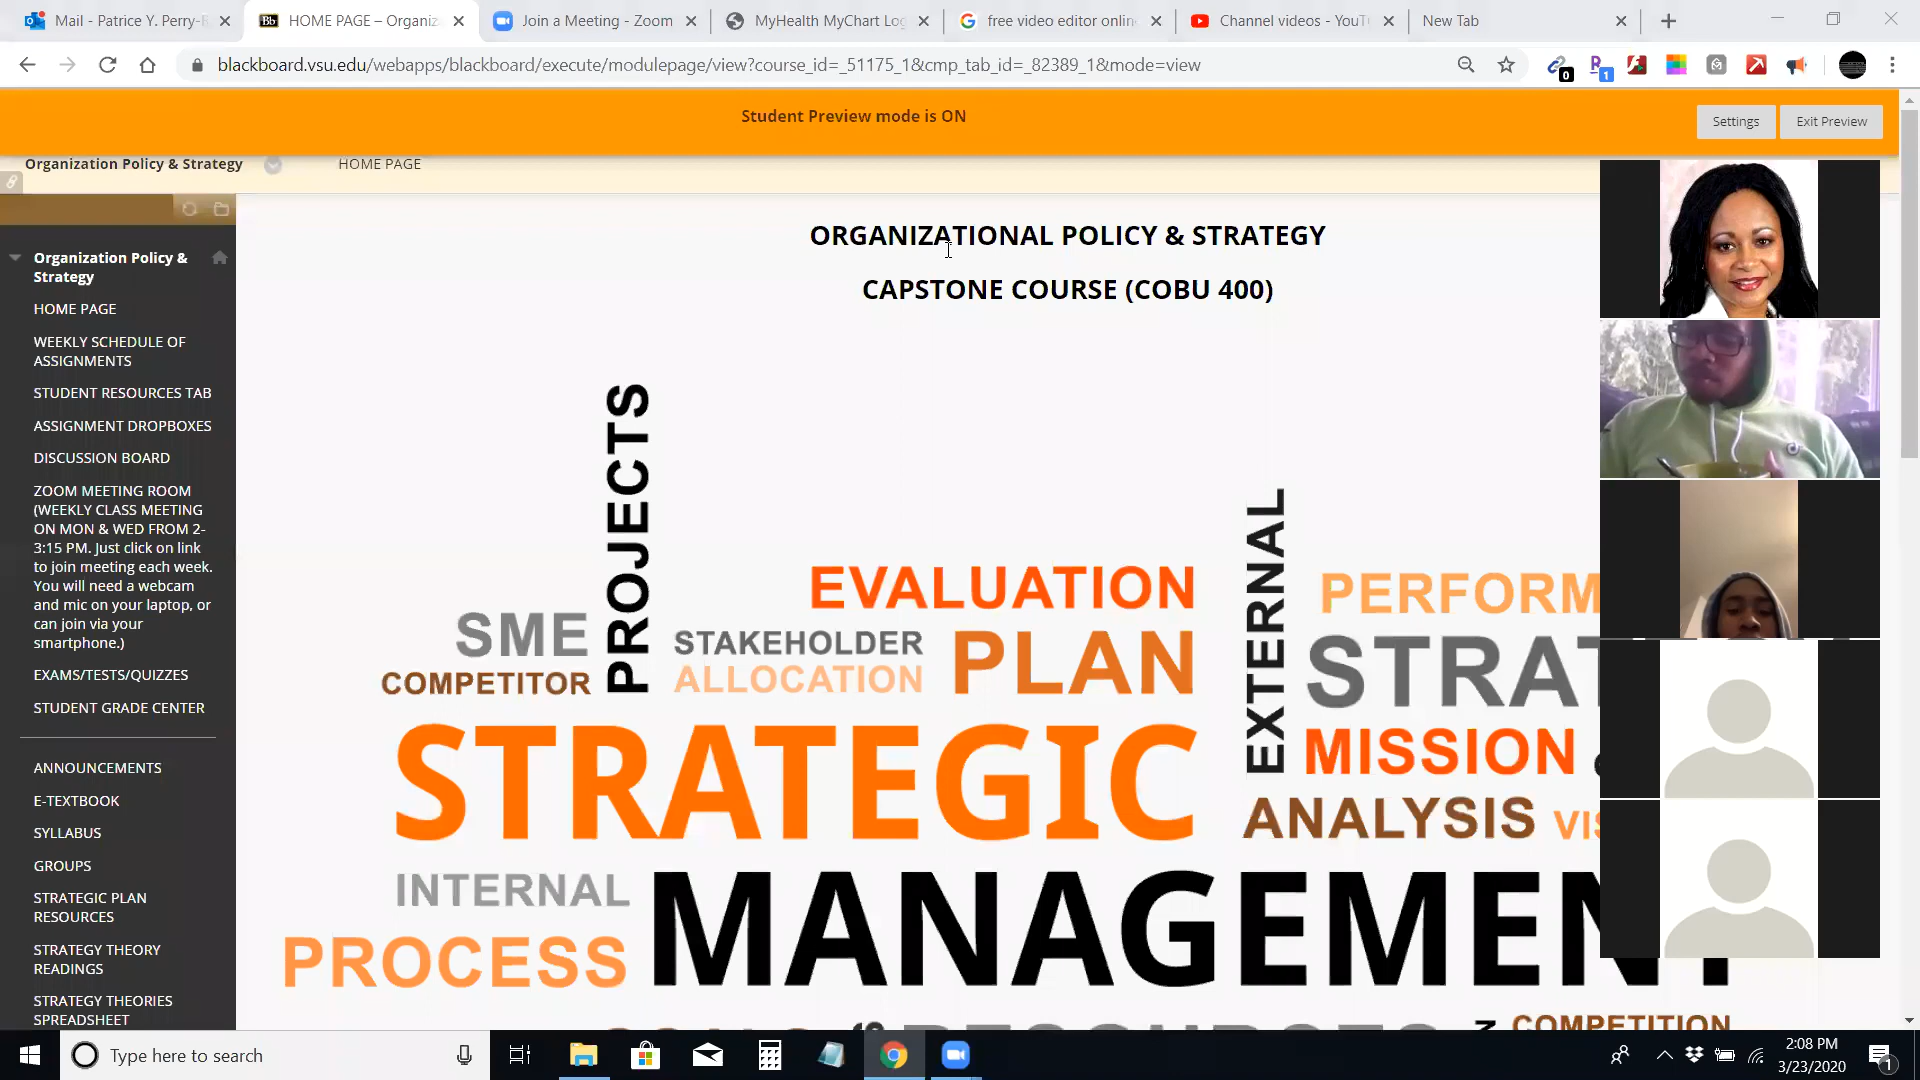 Mail - Patrice Y. Perry-
HOME PAGE – Organiz
Join a Meeting - Zoom
MyHealth MyChart Log
free video editor onlin
Channel videos - YouT
New Tab
blackboard.vsu.edu/webapps/blackboard/execute/modulepage/view?course_id=_51175_1&cmp_tab_id=_82389_1&mode=view
0
1
Student Preview mode is ON
Settings
Exit Preview
Organization Policy & Strategy
HOME PAGE
Organization Policy &
Strategy
HOME PAGE
WEEKLY SCHEDULE OF
ASSIGNMENTS
STUDENT RESOURCES TAB
ASSIGNMENT DROPBOXES
DISCUSSION BOARD
ZOOM MEETING ROOM
(WEEKLY CLASS MEETING
ON MON & WED FROM 2-
3:15 PM. Just click on link
to join meeting each week.
You will need a webcam
and mic on your laptop, or
can join via your
smartphone.)
EXAMS/TESTS/QUIZZES
STUDENT GRADE CENTER
ANNOUNCEMENTS
E-TEXTBOOK
SYLLABUS
GROUPS
STRATEGIC PLAN
RESOURCES
STRATEGY THEORY
READINGS
STRATEGY THEORIES
SPREADSHEET
ORGANIZATIONAL POLICY & STRATEGY
CAPSTONE COURSE (COBU 400)
PROJECTS
EXTERNAL
EVALUATION
PERFORM
SME
STAKEHOLDER
PLAN
STRAT
COMPETITOR
ALLOCATION
STRATEGIC
MISSION
ANALYSIS
VIS
INTERNAL
MANAGEMENT
PROCESS
RESOURCES
COMPETITION
Type here to search
2:08 PM
3/23/2020
1